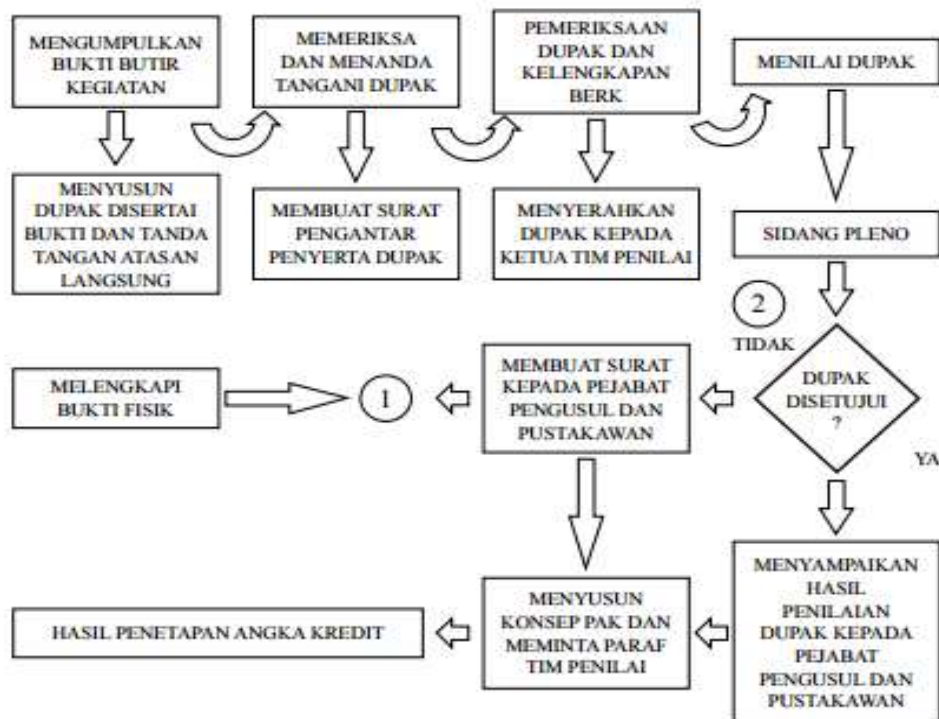 MENGUMPULKAN
BUKTI BUTIR
KEGIATAN
MEMERIKSA
DAN MENANDA
TANGANI DUPAK
PEMERIKSAAN
DUPAK DAN
KELENGKAPAN
BERK
MENILAI DUPAK
MENYUSUN
DUPAK DISERTAI
BUKTI DAN TANDA
TANGAN ATASAN
LANGSUNG
MEMBUAT SURAT
PENGANTAR
PENYERTA DUPAK
MENYERAHKAN
DUPAK KEPADA
KETUA TIM PENILAI
SIDANG PLENO
2
TIDAK
MELENGKAPI
BUKTI FISIK
1
MEMBUAT SURAT
KEPADA PEJABAT
PENGUSUL DAN
PUSTAKAWAN
DUPAK
DISETUJUI
?
YA
HASIL PENETAPAN ANGKA KREDIT
MENYUSUN
KONSEP PAK DAN
MEMINTA PARAF
TIM PENILAI
MENYAMPAIKAN
HASIL
PENILAIAN
DUPAK KEPADA
PEJABAT
PENGUSUL DAN
PUSTAKAWAN